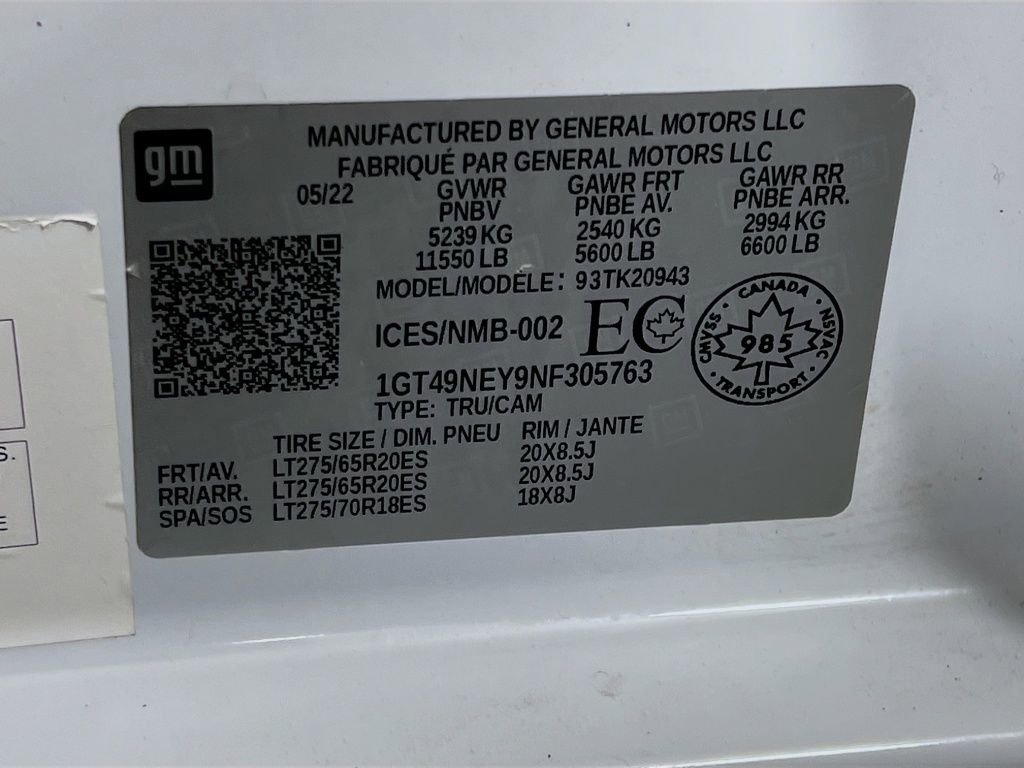 gm
MANUFACTURED BY GENERAL MOTORS LLC
FABRIQUÉ PAR GENERAL MOTORS LLC
05/22 GVWR GAWR FRT GAWR RR
PNBV PNBE AV. PNBE ARR.
5239 KG 2540 KG 2994 KG
11550 LB 5600 LB 6600 LB
MODEL/MODÈLE: 93TK20943
ICES/NMB-002 EC
CANADA
CMVSS 985 NSVAC
TRANSPORT
1GT49NEY9NF305763
TYPE: TRU/CAM
TIRE SIZE / DIM. PNEU RIM / JANTE
FRT/AV. LT275/65R20ES 20X8.5J
RR/ARR. LT275/65R20ES 20X8.5J
SPA/SOS LT275/70R18ES 18X8J
S.
E